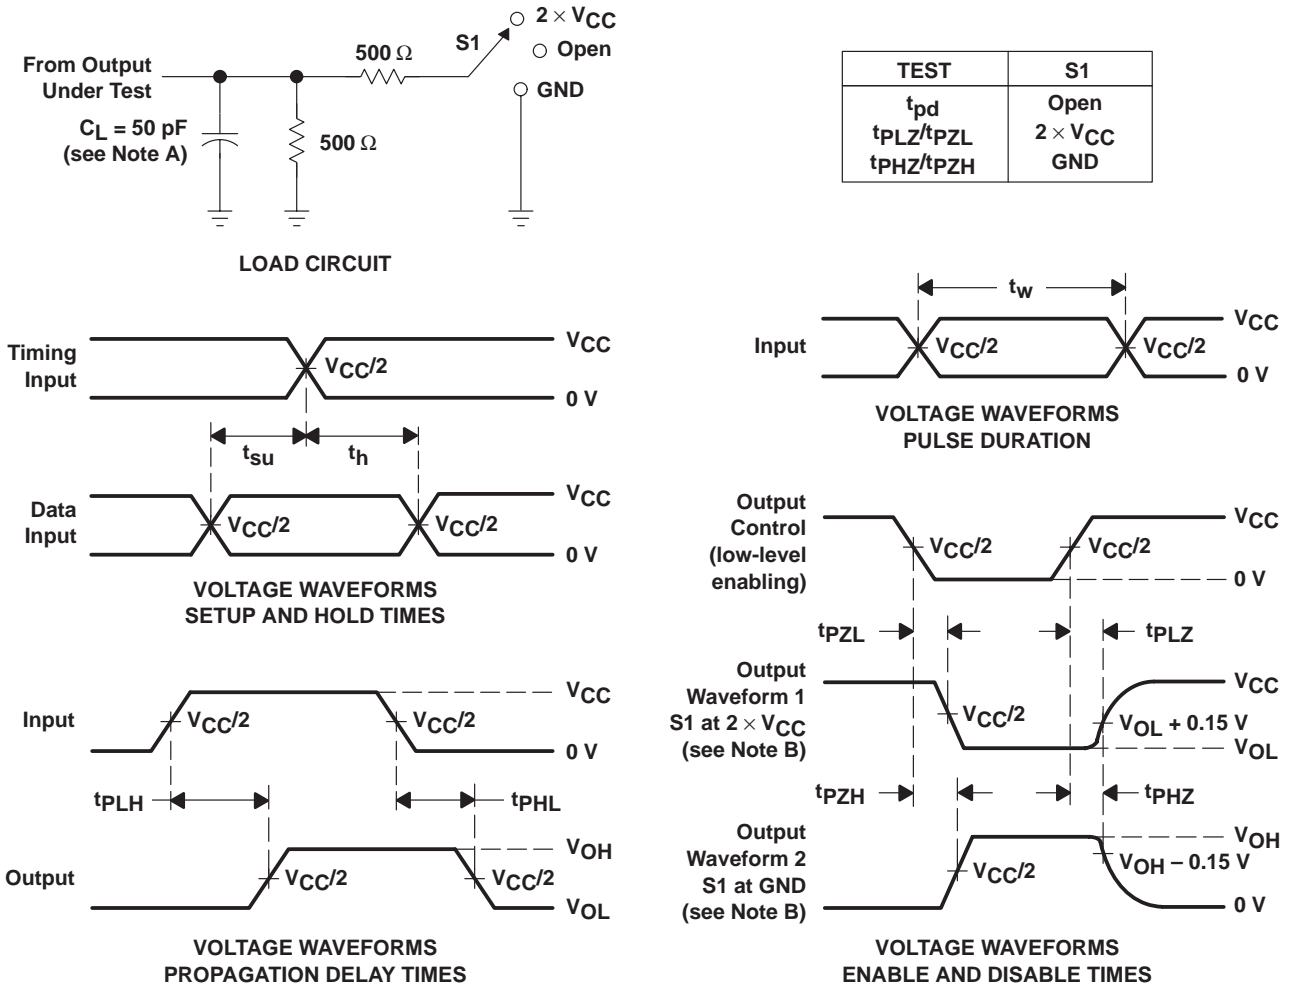 2 × VCC
S1
Open
500 Ω
From Output
Under Test
GND
CL = 50 pF
(see Note A)
500 Ω
LOAD CIRCUIT
TEST S1
tpd Open
tPLZ/tPZL 2 × VCC
tPHZ/tPZH GND
Timing
Input
VCC
VCC/2
0 V
tsu
th
Data
Input
VCC
VCC/2
VCC/2
0 V
VOLTAGE WAVEFORMS
SETUP AND HOLD TIMES
tw
Input
VCC
VCC/2
VCC/2
0 V
VOLTAGE WAVEFORMS
PULSE DURATION
Input
VCC
VCC/2
VCC/2
0 V
tPLH
tPHL
Output
VOH
VCC/2
VCC/2
VOL
VOLTAGE WAVEFORMS
PROPAGATION DELAY TIMES
Output
Control
(low-level
enabling)
VCC
VCC/2
VCC/2
0 V
tPZL
tPLZ
Output
Waveform 1
S1 at 2 × VCC
(see Note B)
VCC
VCC/2
VOL + 0.15 V
VOL
tPZH
tPHZ
Output
Waveform 2
S1 at GND
(see Note B)
VOH
VCC/2
VOH − 0.15 V
0 V
VOLTAGE WAVEFORMS
ENABLE AND DISABLE TIMES